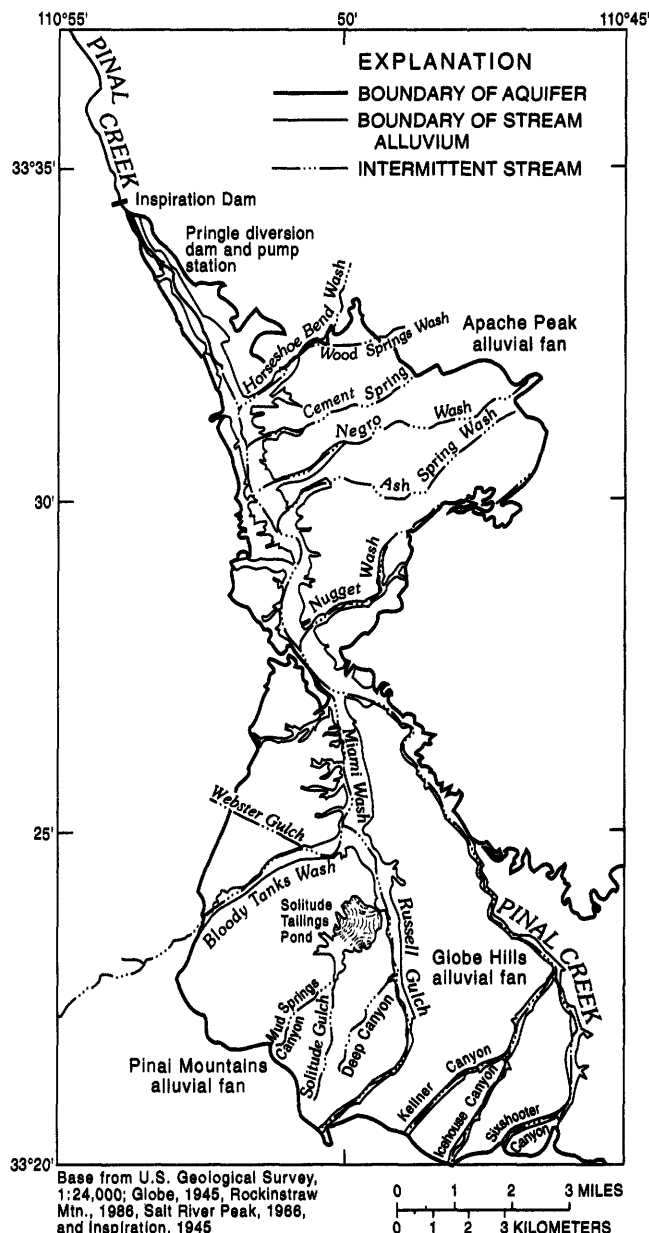 110°55'
50'
110°45'
EXPLANATION
BOUNDARY OF AQUIFER
BOUNDARY OF STREAM
ALLUVIUM
INTERMITTENT STREAM
PINAL
CREEK
33°35'
Inspiration Dam
Pringle diversion
dam and pump
station
Horseshoe Bend Wash
Wood Springs Wash
Apache Peak
alluvial fan
Cement Spring
Negro Wash
Ash Spring Wash
30'
Nugget Wash
Miami Wash
Webster Gulch
25'
Bloody Tanks Wash
Solitude
Tailings
Pond
Russell Gulch
PINAL CREEK
Globe Hills
alluvial fan
Mud Springs
Canyon
Solitude Gulch
Deep Canyon
Pinal Mountains
alluvial fan
Kellner Canyon
Icehouse Canyon
Sixshooter
Canyon
33°20'
Base from U.S. Geological Survey,
1:24,000; Globe, 1945, Rockinstraw
Mtn., 1986, Salt River Peak, 1966,
and Inspiration, 1945
0 1 2 3 MILES
0 1 2 3 KILOMETERS